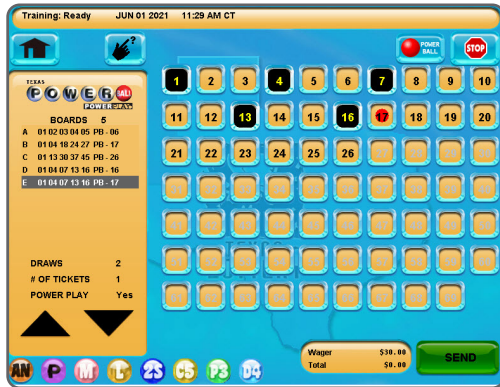 Training: Ready JUN 01 2021 11:29 AM CT
POWER BALL
STOP
TEXAS
POWERBALL
POWERPLAY
BOARDS 5
A 01 02 03 04 05 PB - 06
B 01 04 18 24 27 PB - 17
C 01 13 30 37 45 PB - 26
D 01 04 07 13 16 PB - 16
E 01 04 07 13 16 PB - 17
DRAWS 2
# OF TICKETS 1
POWER PLAY Yes
1 2 3 4 5 6 7 8 9 10
11 12 13 14 15 16 17 18 19 20
21 22 23 24 25 26
Wager $30.00
Total $0.00
SEND
AN P M L 2S C5 P3 D4